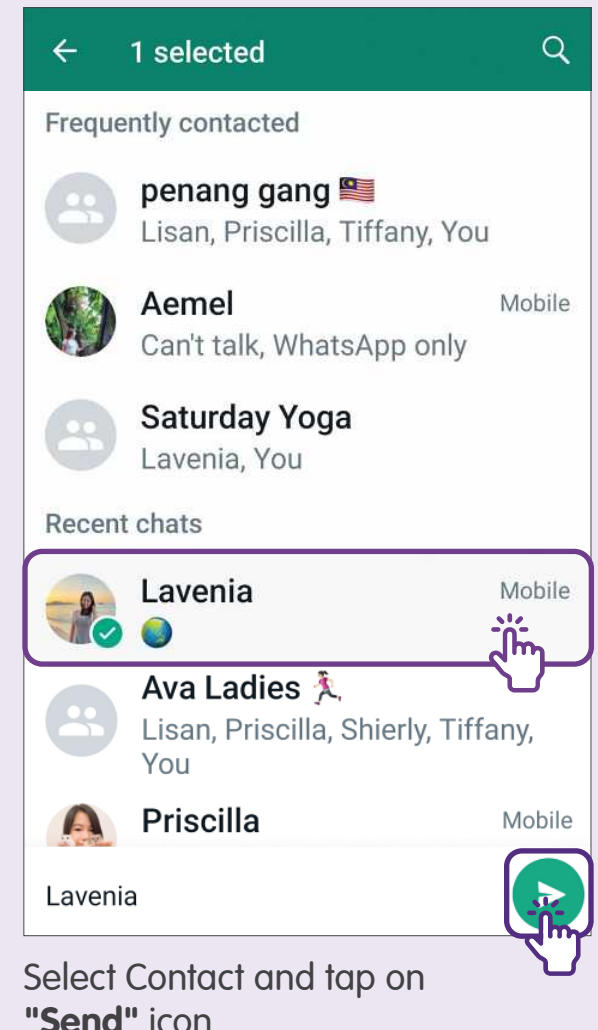 1 selected
Frequently contacted
penang gang 🇲🇾
Lisan, Priscilla, Tiffany, You
Aemel
Mobile
Can't talk, WhatsApp only
Saturday Yoga
Lavenia, You
Recent chats
Lavenia
Mobile
🌏
Ava Ladies 🏃🏻‍♀️
Lisan, Priscilla, Shierly, Tiffany,
You
Priscilla
Mobile
Lavenia
Select Contact and tap on
"Send" icon